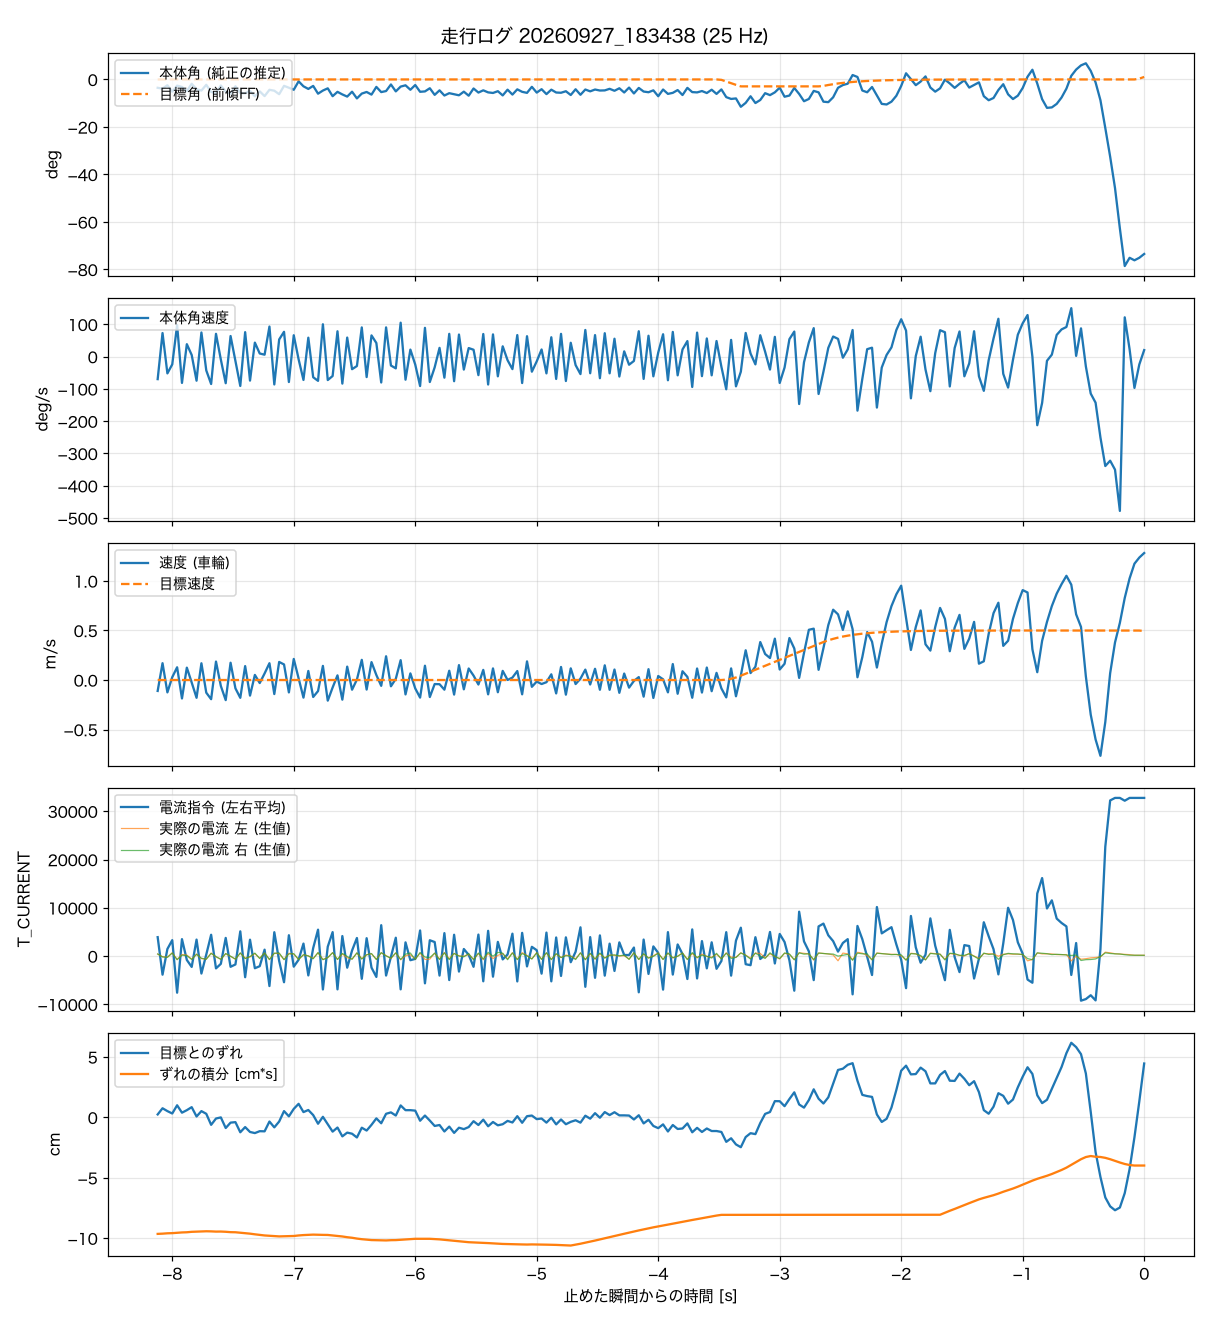 走行ログ 20260927_183438 (25 Hz)
本体角 (純正の推定)
目標角 (前傾FF)
deg
0
−20
−40
−60
−80
本体角速度
deg/s
100
0
−100
−200
−300
−400
−500
速度 (車輪)
目標速度
m/s
1.0
0.5
0.0
−0.5
電流指令 (左右平均)
実際の電流 左 (生値)
実際の電流 右 (生値)
T_CURRENT
30000
20000
10000
0
−10000
目標とのずれ
ずれの積分 [cm*s]
cm
5
0
−5
−10
−8 −7 −6 −5 −4 −3 −2 −1 0
止めた瞬間からの時間 [s]